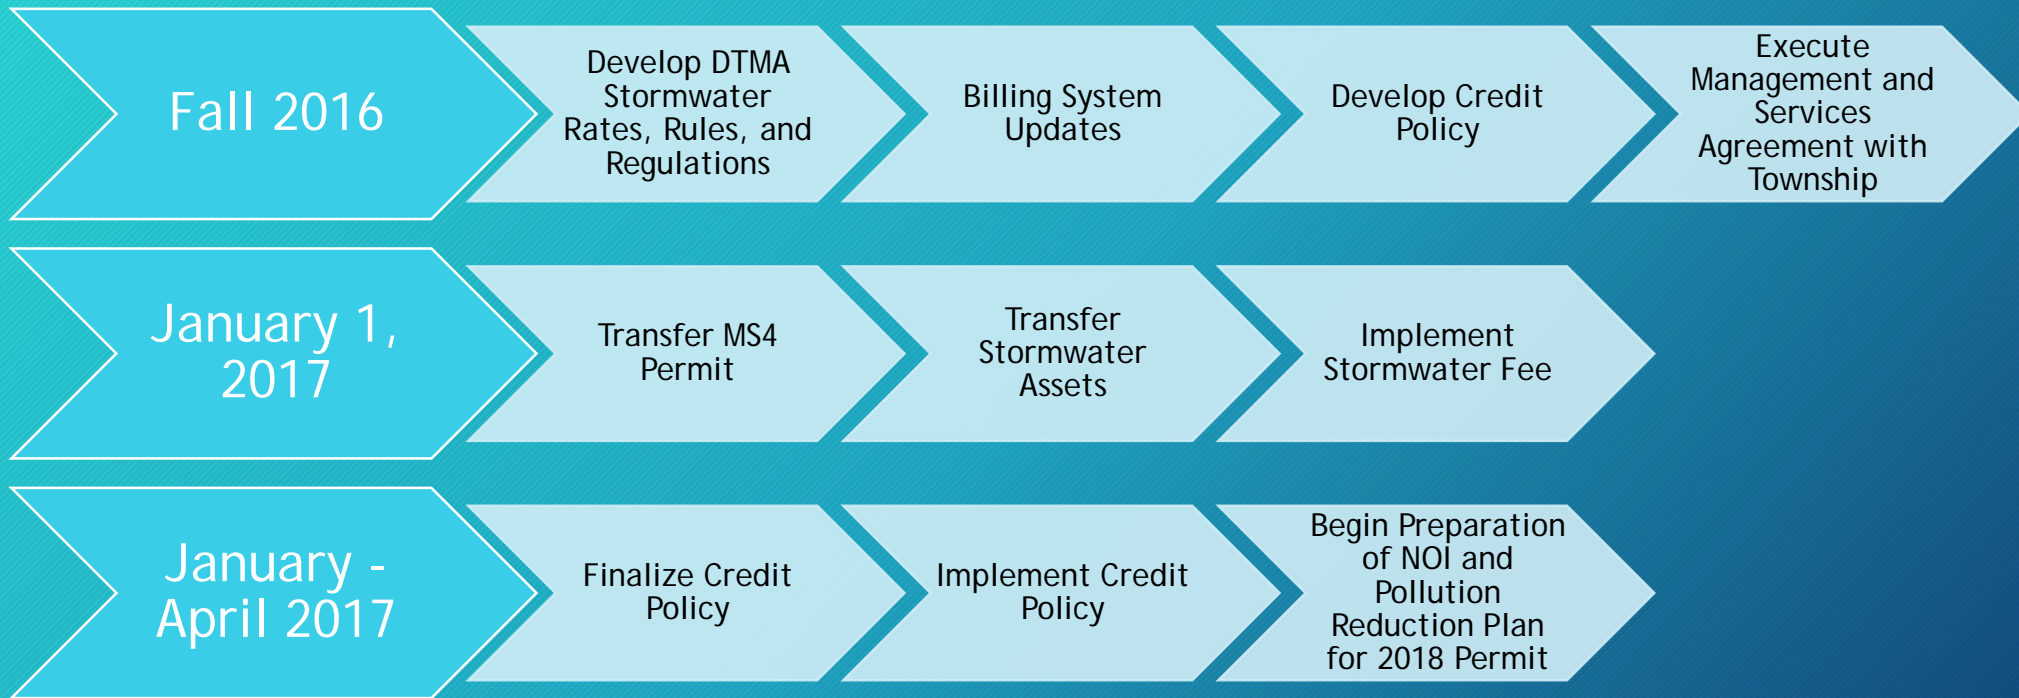 Fall 2016
Develop DTMA
Stormwater
Rates, Rules, and
Regulations
Billing System
Updates
Develop Credit
Policy
Execute
Management and
Services
Agreement with
Township
January 1,
2017
Transfer MS4
Permit
Transfer
Stormwater
Assets
Implement
Stormwater Fee
January -
April 2017
Finalize Credit
Policy
Implement Credit
Policy
Begin Preparation
of NOI and
Pollution
Reduction Plan
for 2018 Permit